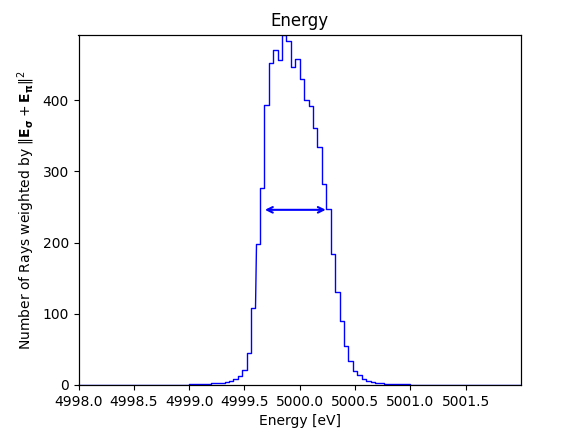 Energy
Number of Rays weighted by ‖𝐄σ + 𝐄π‖²
400
300
200
100
0
4998.0 4998.5 4999.0 4999.5 5000.0 5000.5 5001.0 5001.5
Energy [eV]